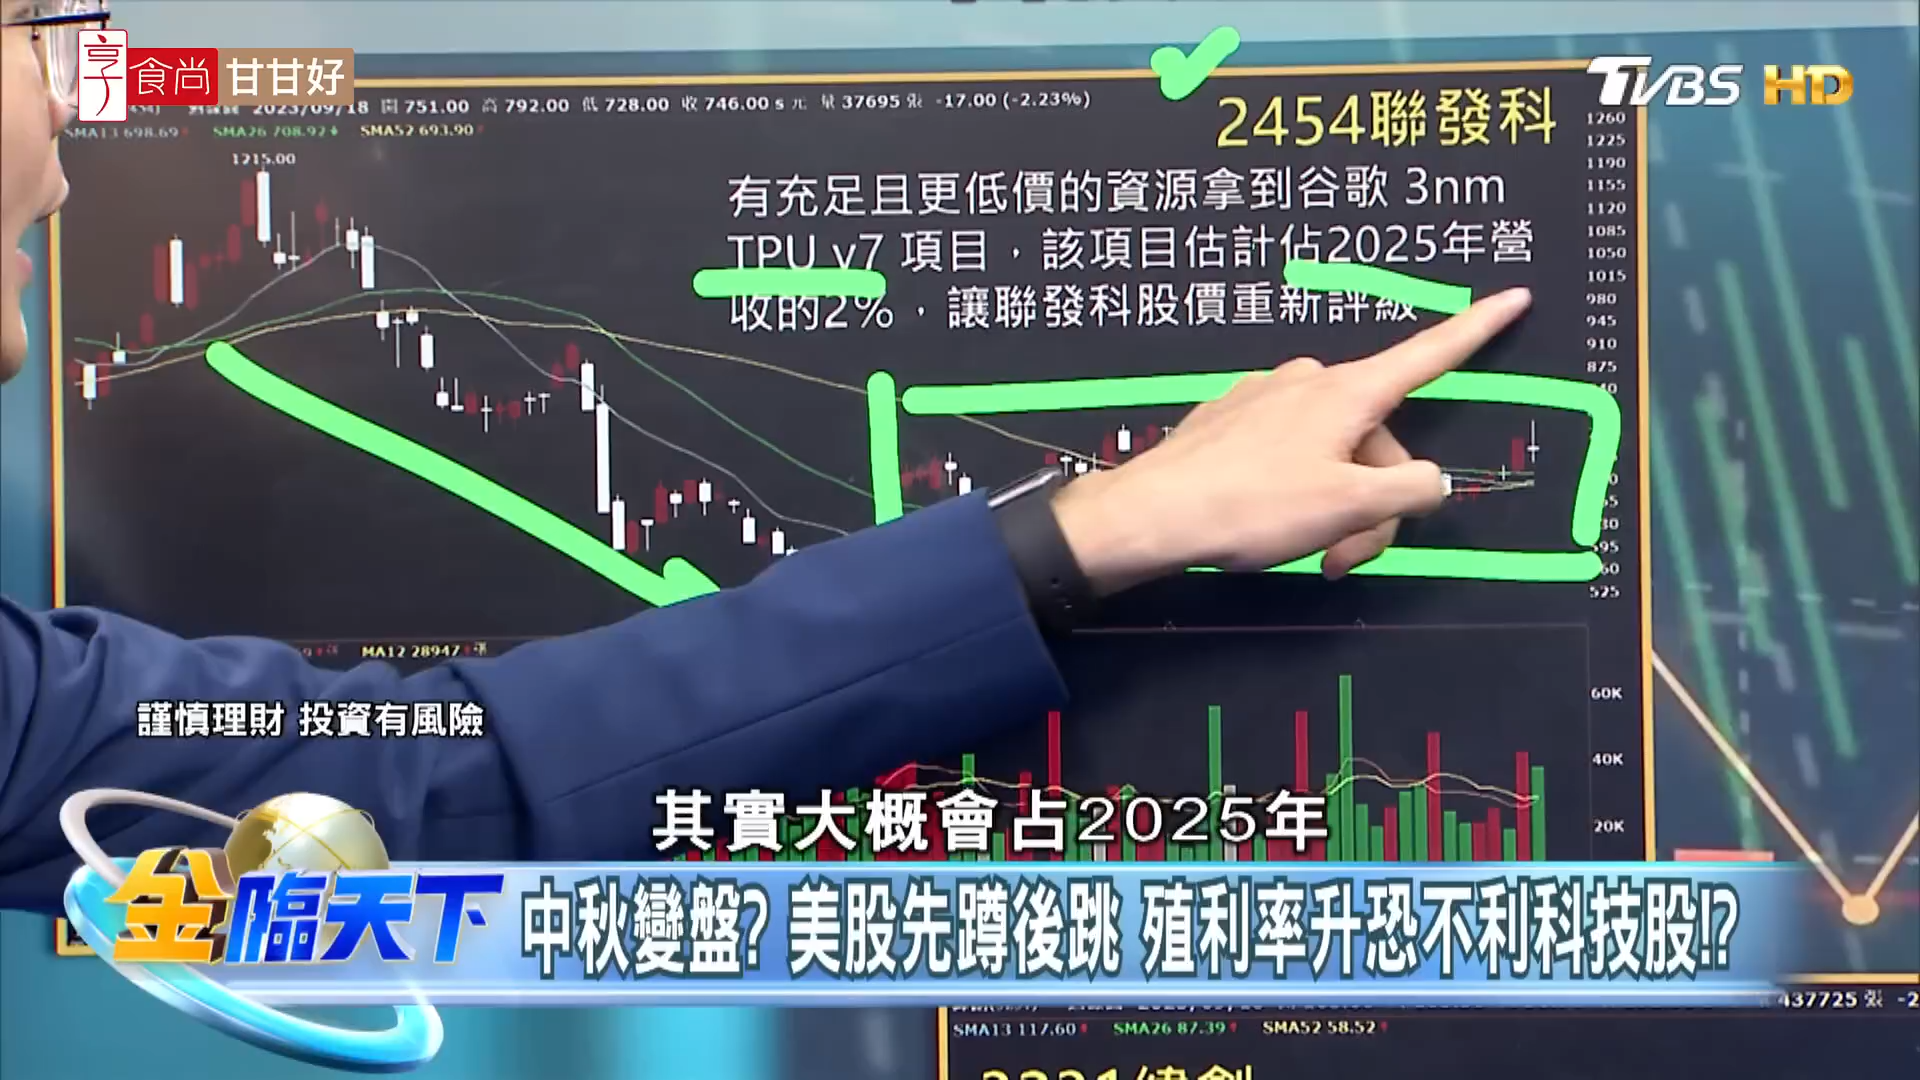 享
食尚
甘甘好
TVBS HD
2023/09/18 開 751.00 高 792.00 低 728.00 收 746.00 s 元 量 37695 張 -17.00 (-2.23%)
SMA13 698.69 SMA26 708.92 SMA52 693.90
2454聯發科
1215.00
有充足且更低價的資源拿到谷歌 3nm
TPU v7 項目，該項目估計佔2025年營
收的2%，讓聯發科股價重新評級
1260
1225
1190
1155
1120
1085
1050
1015
980
945
910
875
525
MA12 28947 張
60K
40K
20K
謹慎理財 投資有風險
其實大概會占2025年
金臨天下
中秋變盤? 美股先蹲後跳 殖利率升恐不利科技股!?
437725 張 -2
SMA13 117.60 SMA26 87.39 SMA52 58.52